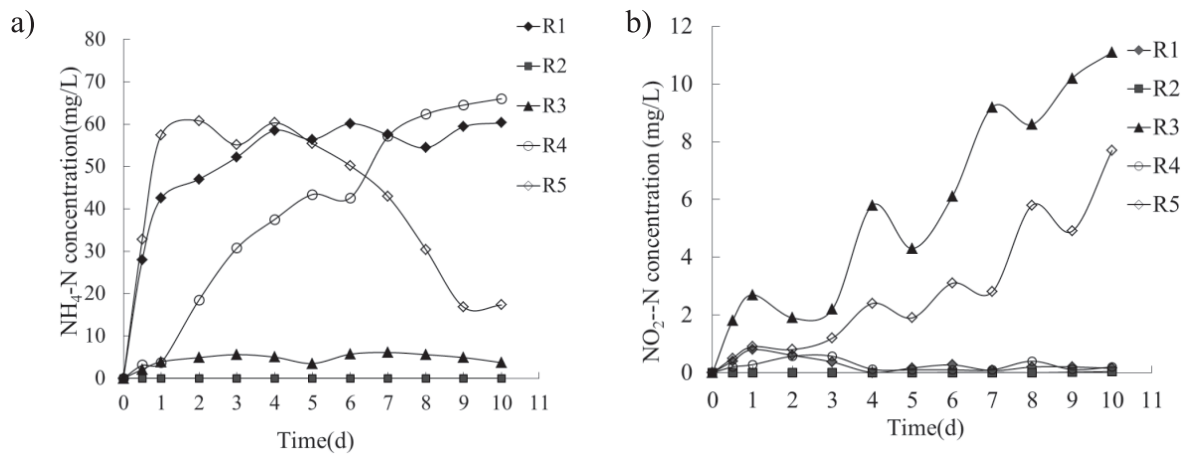 a)
NH₄-N concentration(mg/L)
80
70
60
50
40
30
20
10
0
0 1 2 3 4 5 6 7 8 9 10 11
Time(d)
R1
R2
R3
R4
R5
b)
NO₂--N concentration (mg/L)
12
10
8
6
4
2
0
0 1 2 3 4 5 6 7 8 9 10 11
Time(d)
R1
R2
R3
R4
R5